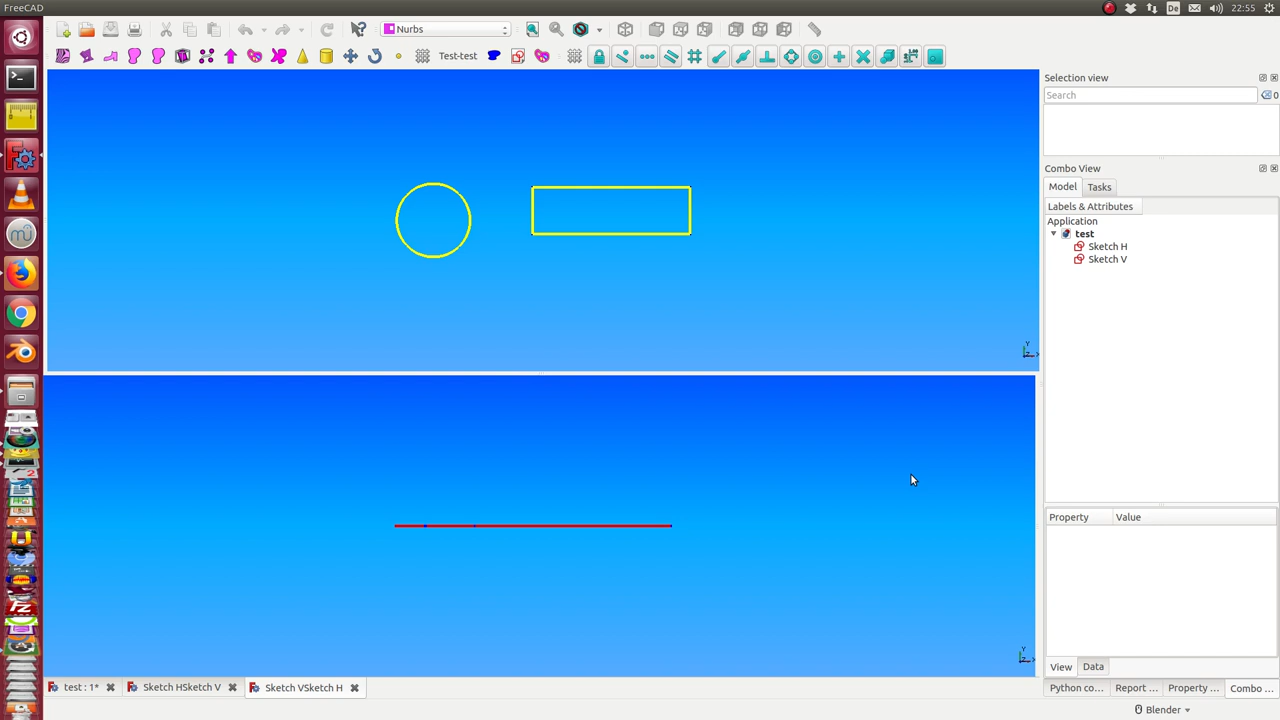 FreeCAD
De
22:55
Nurbs
Test-test
Selection view
Search
0
Combo View
Model
Tasks
Labels & Attributes
Application
test
Sketch H
Sketch V
Property
Value
View
Data
test : 1*
Sketch HSketch V
Sketch VSketch H
Python co...
Report ...
Property ...
Combo ...
Blender